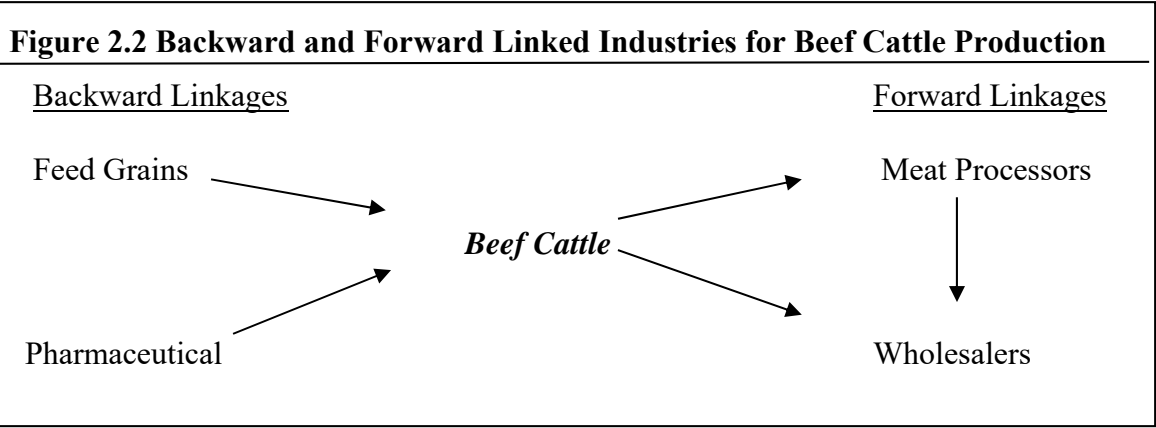 Figure 2.2 Backward and Forward Linked Industries for Beef Cattle Production
Backward Linkages
Forward Linkages
Feed Grains
Meat Processors
Beef Cattle
Pharmaceutical
Wholesalers